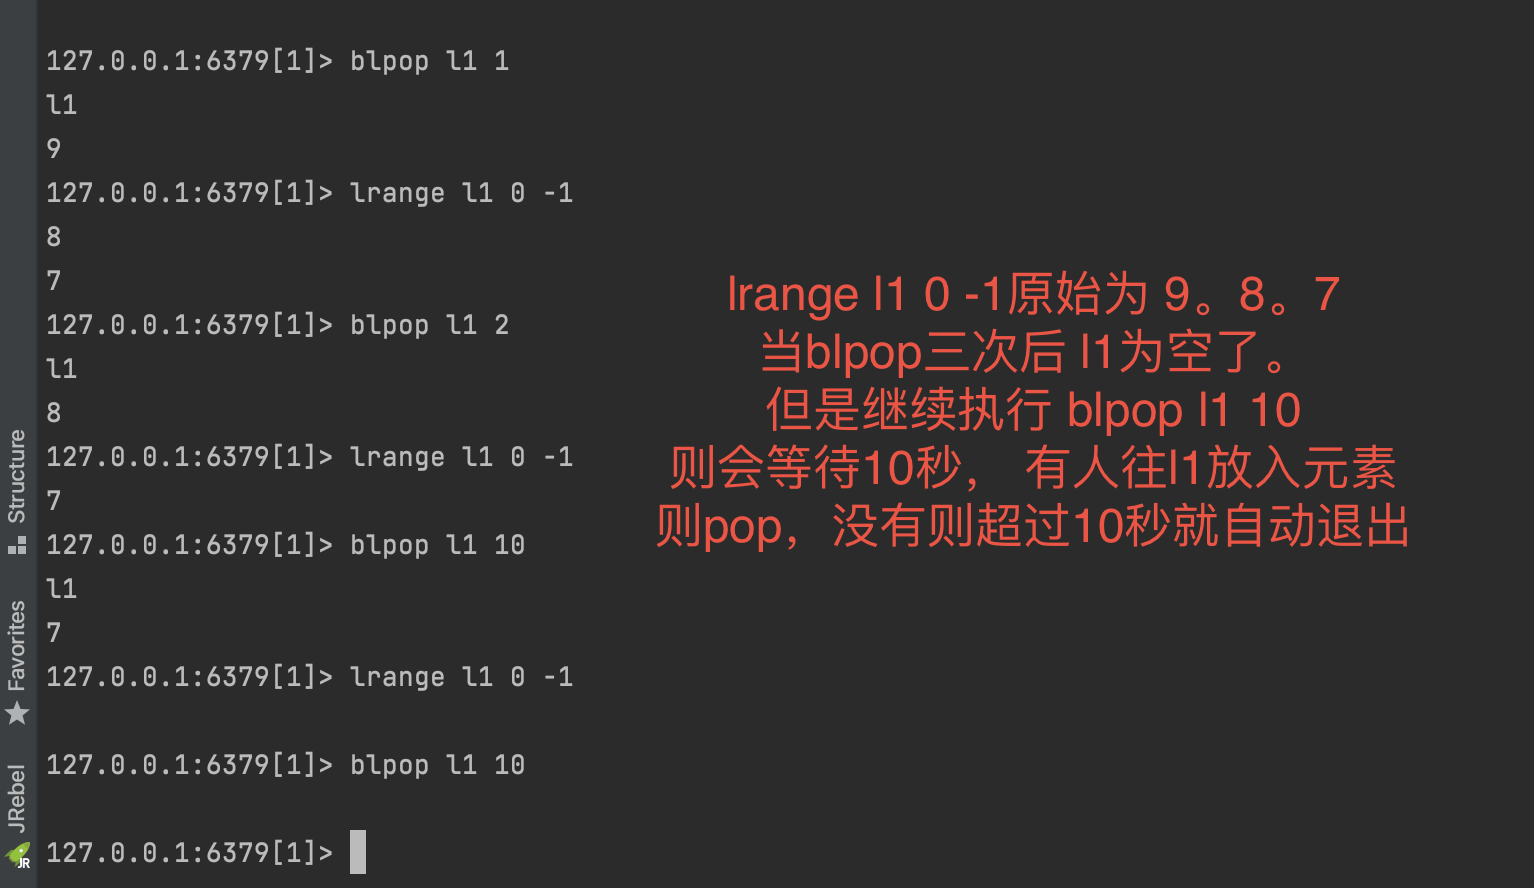 127.0.0.1:6379[1]> blpop l1 1
l1
9
127.0.0.1:6379[1]> lrange l1 0 -1
8
7
127.0.0.1:6379[1]> blpop l1 2
l1
8
127.0.0.1:6379[1]> lrange l1 0 -1
7
127.0.0.1:6379[1]> blpop l1 10
l1
7
127.0.0.1:6379[1]> lrange l1 0 -1
127.0.0.1:6379[1]> blpop l1 10
127.0.0.1:6379[1]>
lrange l1 0 -1原始为 9。8。7
当blpop三次后 l1为空了。
但是继续执行 blpop l1 10
则会等待10秒， 有人往l1放入元素
则pop，没有则超过10秒就自动退出
Structure
Favorites
JRebel
JR